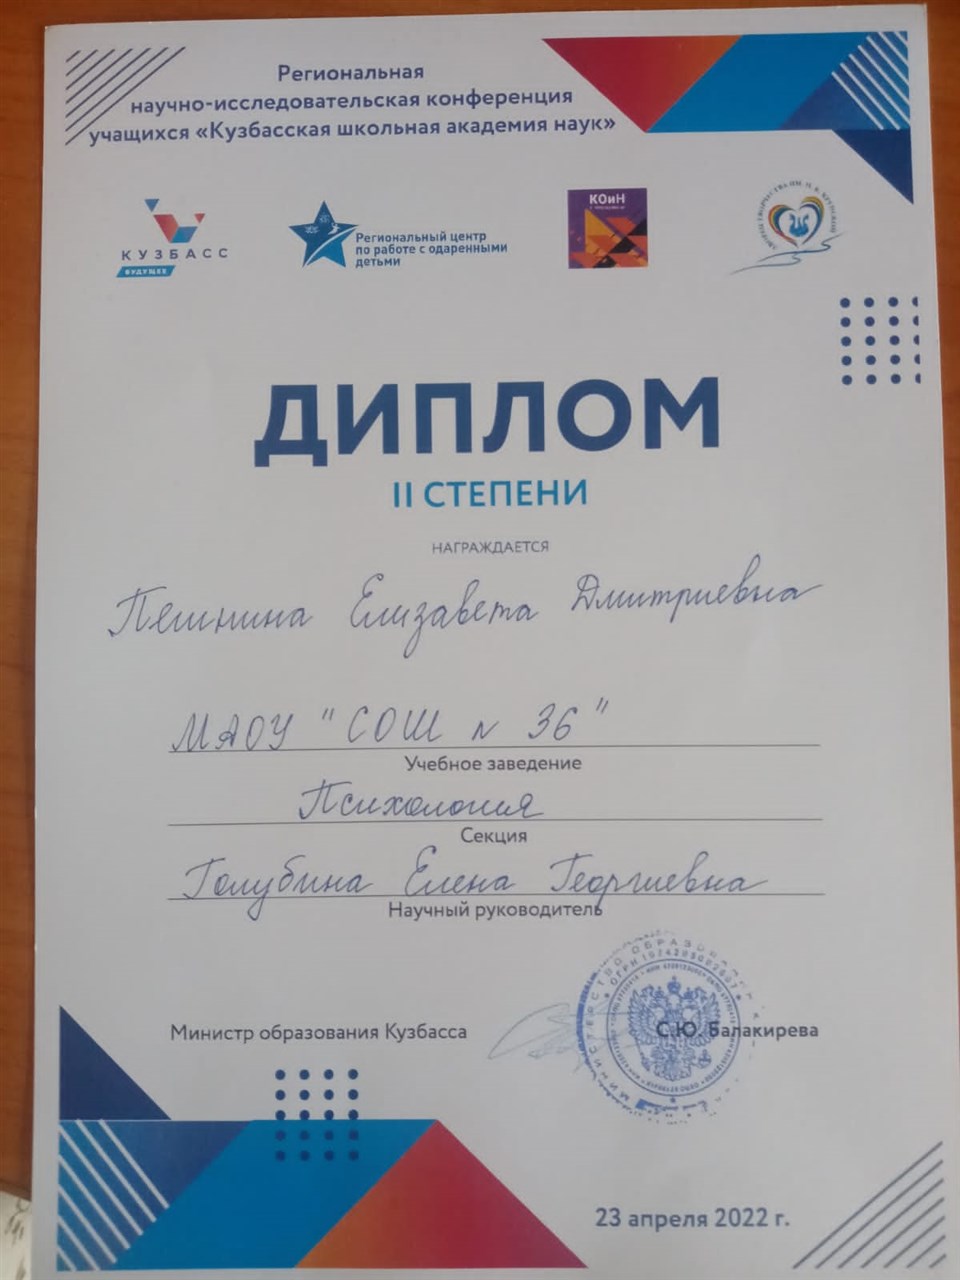 Региональная
научно-исследовательская конференция
учащихся «Кузбасская школьная академия наук»
КУЗБАСС
БУДУЩЕЕ
Региональный центр
по работе с одаренными
детьми
КОиН
ДИПЛОМ
II СТЕПЕНИ
НАГРАЖДАЕТСЯ
Пешнина Елизавета Дмитриевна
МАОУ "СОШ N 36"
Учебное заведение
Психология
Секция
Голубина Елена Георгиевна
Научный руководитель
Министр образования Кузбасса
С.Ю. Балакирева
МИНИСТЕРСТВО ОБРАЗОВАНИЯ
23 апреля 2022 г.